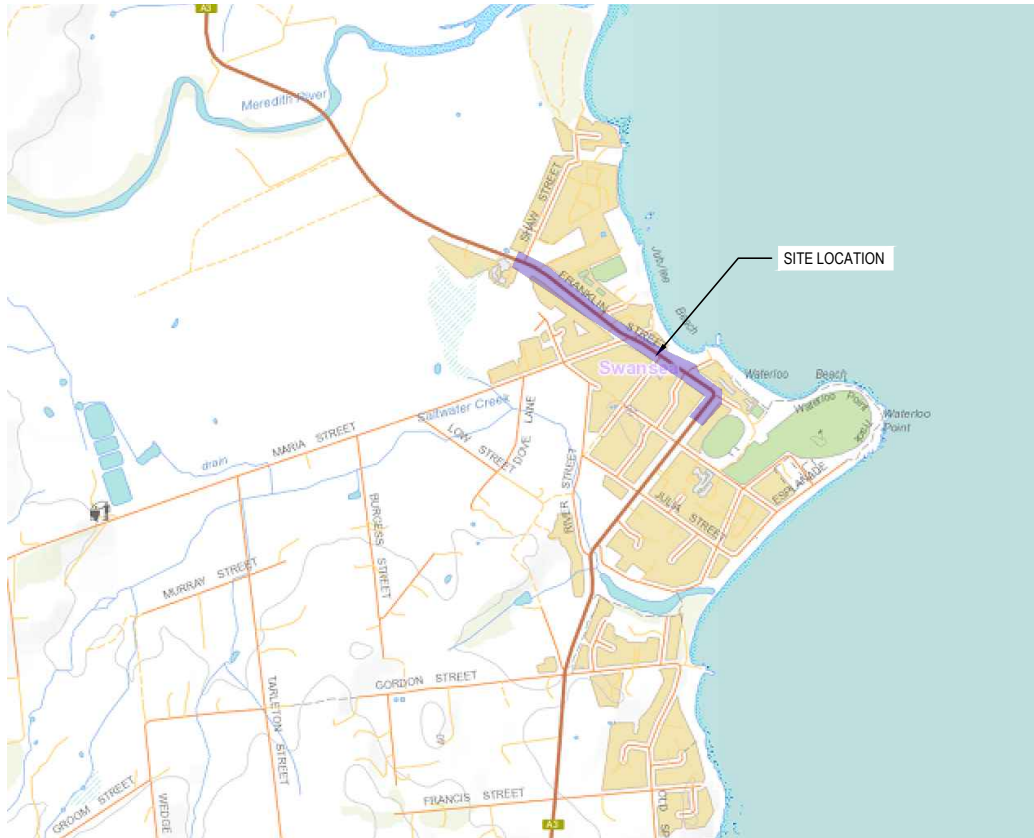 A3
Meredith River
SHAW STREET
SITE LOCATION
Jubilee Beach
FRANKLIN STREET
Swansea
Waterloo Beach
Waterloo Point Track
Waterloo Point
Saltwater Creek
MARIA STREET
drain
LOW STREET
DOVE LANE
RIVER STREET
JULIA STREET
ESPLANADE
BURGESS STREET
MURRAY STREET
TARLETON STREET
GORDON STREET
GROOM STREET
WEDGE
FRANCIS STREET
OLD SP
A3